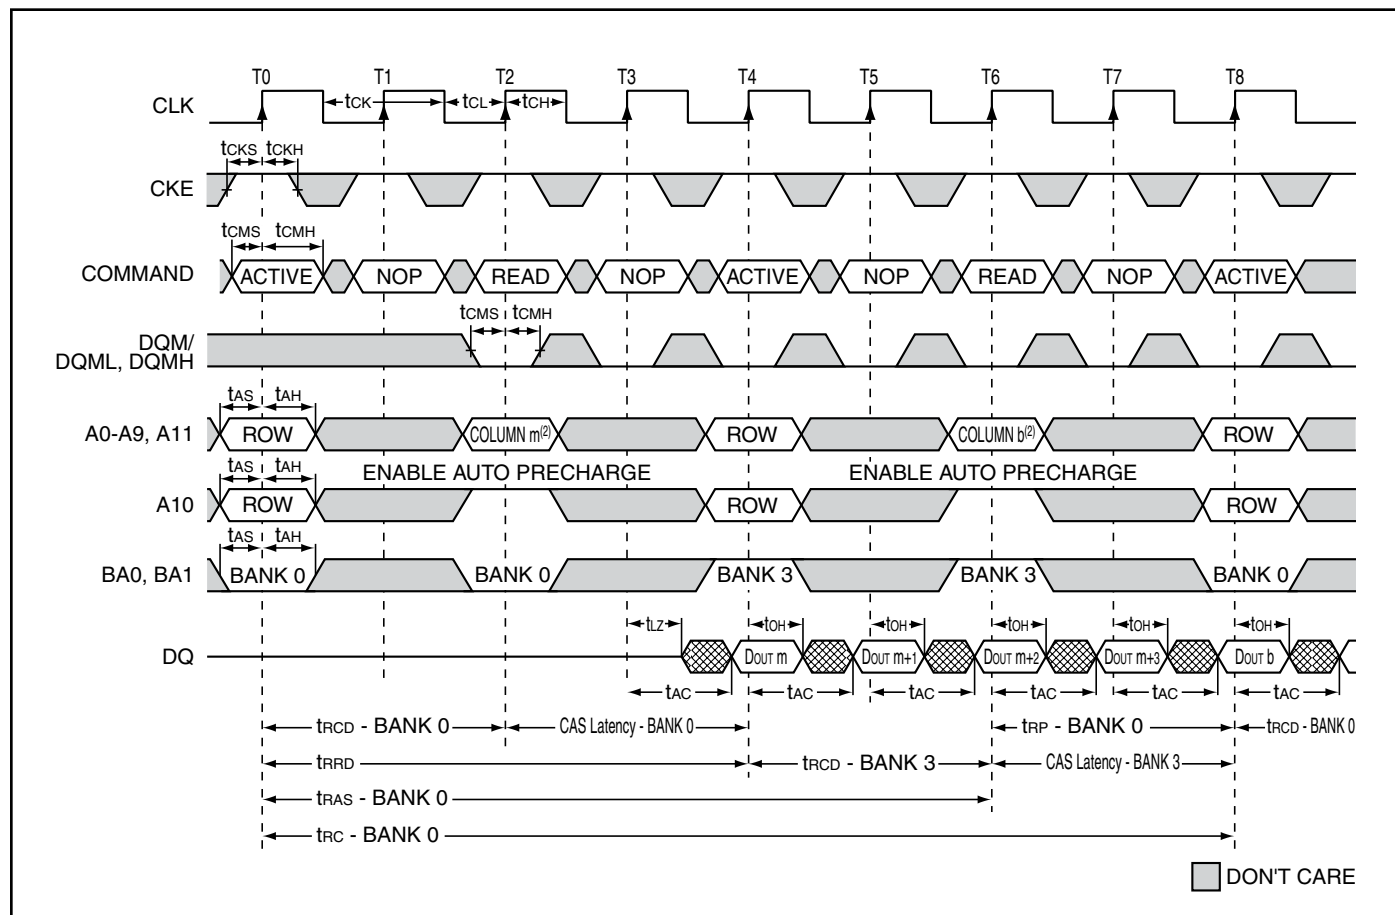 T0 T1 T2 T3 T4 T5 T6 T7 T8
CLK tCK tCL tCH
tCKS tCKH
CKE
tCMS tCMH
COMMAND ACTIVE NOP READ NOP ACTIVE NOP READ NOP ACTIVE
tCMS tCMH
DQM/
DQML, DQMH
tAS tAH
A0-A9, A11 ROW COLUMN m(2) ROW COLUMN b(2) ROW
tAS tAH ENABLE AUTO PRECHARGE ENABLE AUTO PRECHARGE
A10 ROW ROW ROW
tAS tAH
BA0, BA1 BANK 0 BANK 0 BANK 3 BANK 3 BANK 0
tLZ tOH tOH tOH tOH tOH
DQ DOUT m DOUT m+1 DOUT m+2 DOUT m+3 DOUT b
tAC tAC tAC tAC tAC tAC
tRCD - BANK 0 CAS Latency - BANK 0 tRP - BANK 0 tRCD - BANK 0
tRRD tRCD - BANK 3 CAS Latency - BANK 3
tRAS - BANK 0
tRC - BANK 0
DON'T CARE